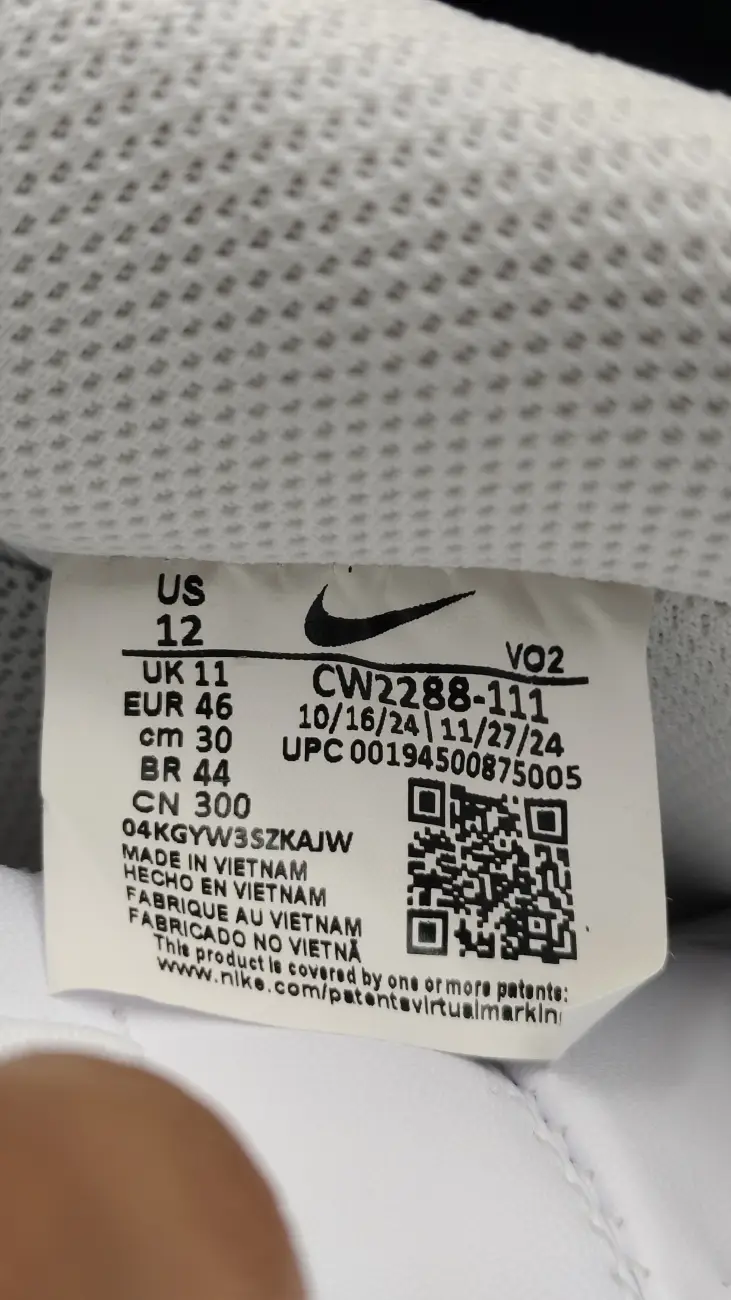 US
12
VO2
UK 11
EUR 46
cm 30
BR 44
CN 300
CW2288-111
10/16/24\11/27/24
UPC 00194500875005
04KGYW3SZKAJW
MADE IN VIETNAM
HECHO EN VIETNAM
FABRIQUE AU VIETNAM
FABRICADO NO VIETNÃ
This product is covered by one or more patents:
www.nike.com/patentsvirtualmarkin